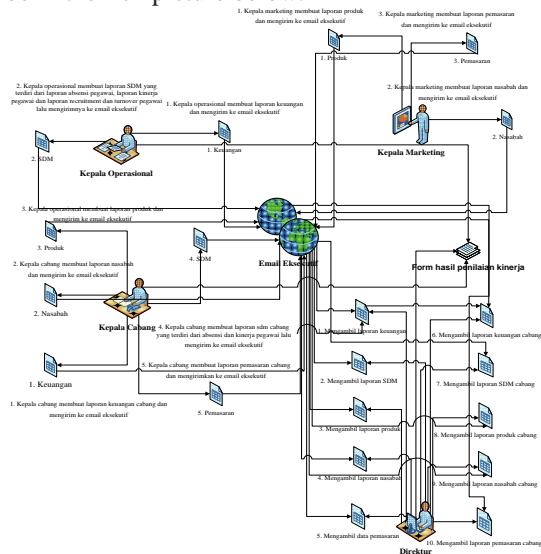 1. Kepala marketing membuat laporan produk
dan mengirim ke email eksekutif
3. Kepala marketing membuat laporan pemasaran
dan mengirim ke email eksekutif
1. Produk
3. Pemasaran
2. Kepala operasional membuat laporan SDM yang
terdiri dari laporan absensi pegawai, laporan kinerja
pegawai dan laporan recruitment dan turnover pegawai
lalu mengirimnya ke email eksekutif
1. Kepala operasional membuat laporan keuangan
dan mengirim ke email eksekutif
2. Kepala marketing membuat laporan nasabah dan
mengirim ke email eksekutif
2. SDM
1. Keuangan
Kepala Operasional
Kepala Marketing
2. Nasabah
3. Kepala operasional membuat laporan produk dan
mengirim ke email eksekutif
3. Produk
4. SDM
Email Eksekutif
Form hasil penilaian kinerja
2. Kepala cabang membuat laporan nasabah
dan mengirim ke email eksekutif
2. Nasabah
Kepala Cabang
4. Kepala cabang membuat laporan sdm cabang
yang terdiri dari absensi dan kinerja pegawai lalu
mengirim ke email eksekutif
1. Mengambil laporan keuangan
6. Mengambil laporan keuangan cabang
5. Kepala cabang membuat laporan pemasaran cabang
dan mengirimkan ke email eksekutif
1. Keuangan
2. Mengambil laporan SDM
7. Mengambil laporan SDM cabang
1. Kepala cabang membuat laporan keuangan cabang dan
mengirim ke email eksekutif
5. Pemasaran
3. Mengambil laporan produk
8. Mengambil laporan produk cabang
4. Mengambil laporan nasabah
9. Mengambil laporan nasabah cabang
5. Mengambil data pemasaran
10. Mengambil laporan pemasaran cabang
Direktur